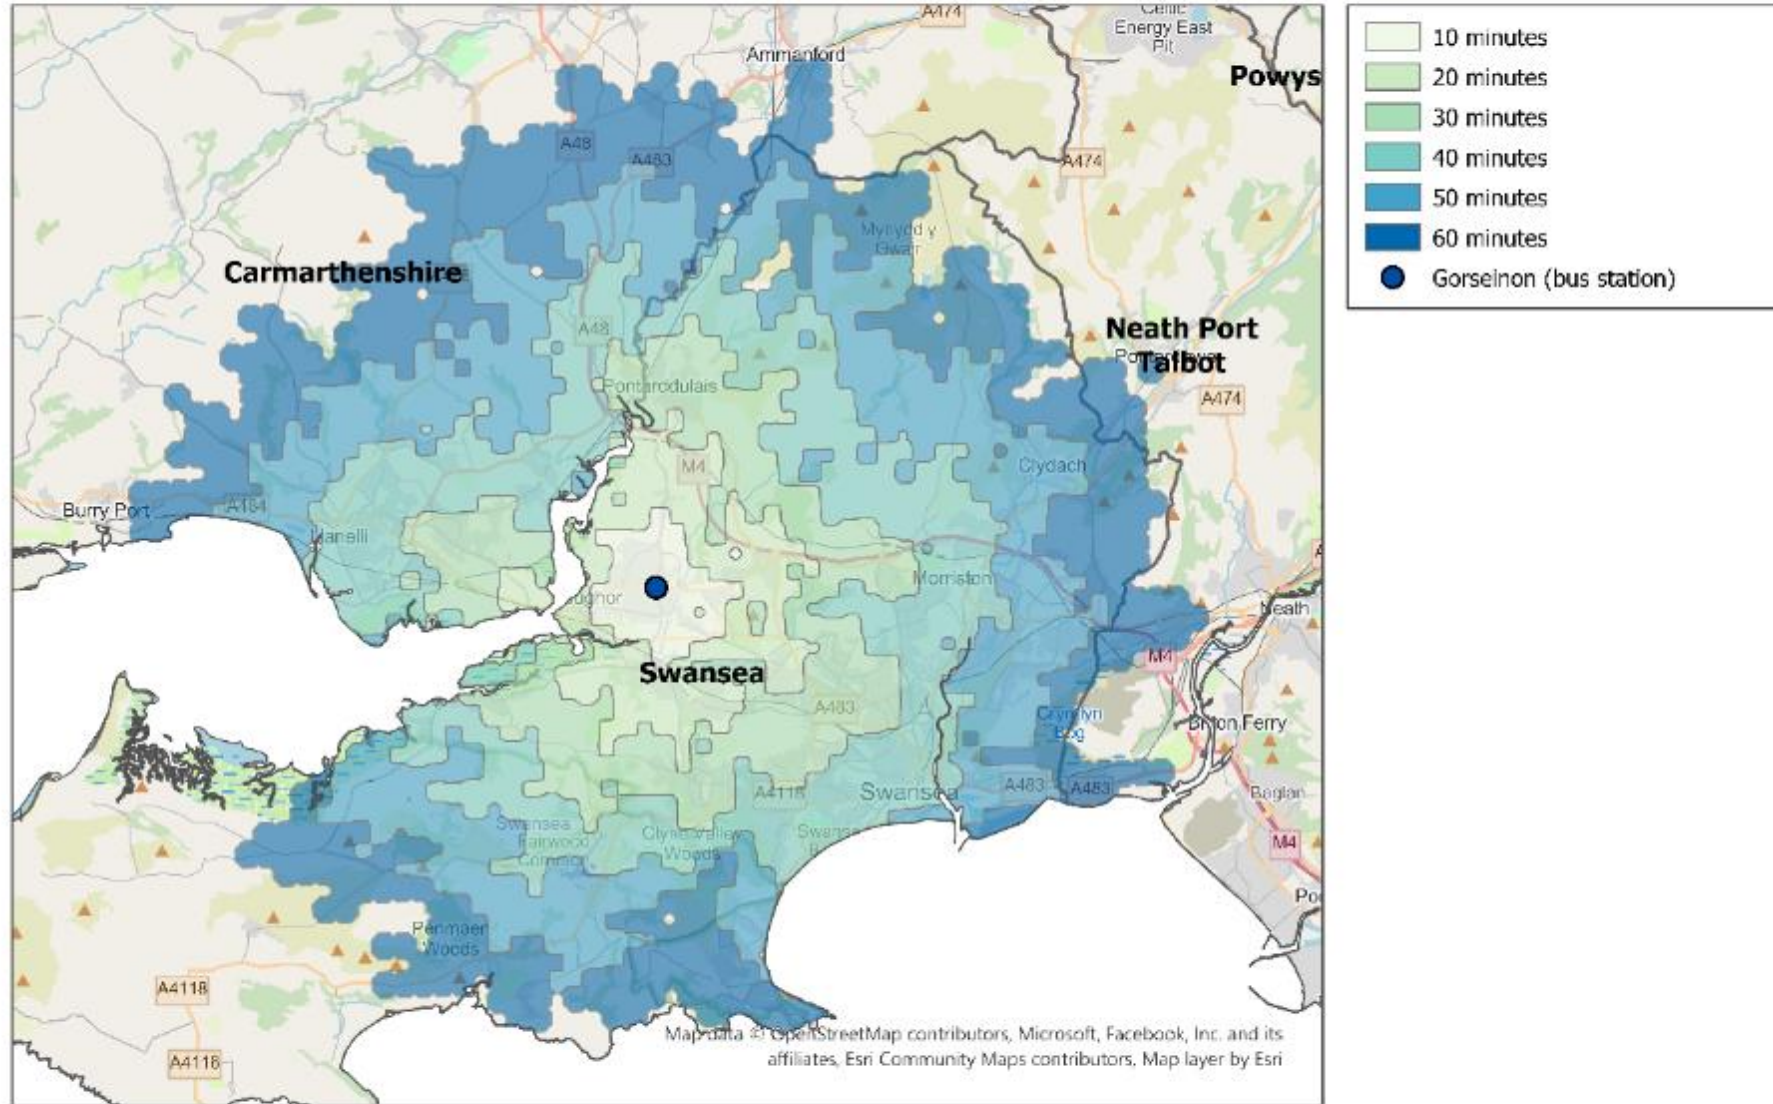 A474
Celtic
Energy East
Pit
Ammanford
Powys
A48
A483
A474
Mynydd y
Gwair
Carmarthenshire
A48
Neath Port
Talbot
Pontardulais
A474
M4
Clydach
Burry Port
A484
Llanelli
Morriston
Loughor
Neath
Swansea
M4
A483
Crymlyn
Bog
Briton Ferry
A4118
Swansea
A483
A483
Baglan
Swansea
Fairwood
Common
Clyne Valley
Woods
Swansea
M4
Penmaen
Woods
A4118
A4118
Map data © OpenStreetMap contributors, Microsoft, Facebook, Inc. and its
affiliates, Esri Community Maps contributors, Map layer by Esri
10 minutes
20 minutes
30 minutes
40 minutes
50 minutes
60 minutes
Gorseinon (bus station)